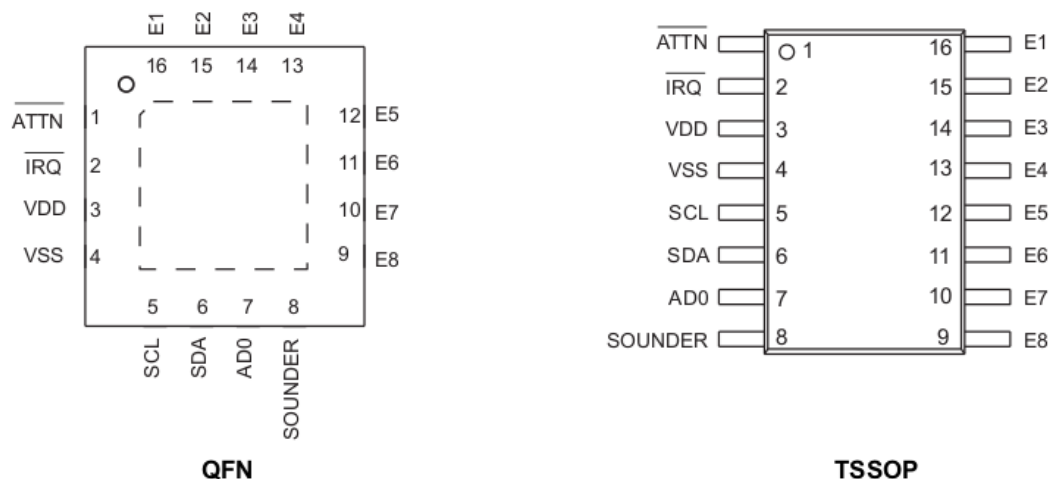 E1 E2 E3 E4
16 15 14 13
ATTN 1 12 E5
IRQ 2 11 E6
VDD 3 10 E7
VSS 4 9 E8
5 6 7 8
SCL SDA AD0 SOUNDER
QFN
ATTN 1 16 E1
IRQ 2 15 E2
VDD 3 14 E3
VSS 4 13 E4
SCL 5 12 E5
SDA 6 11 E6
AD0 7 10 E7
SOUNDER 8 9 E8
TSSOP